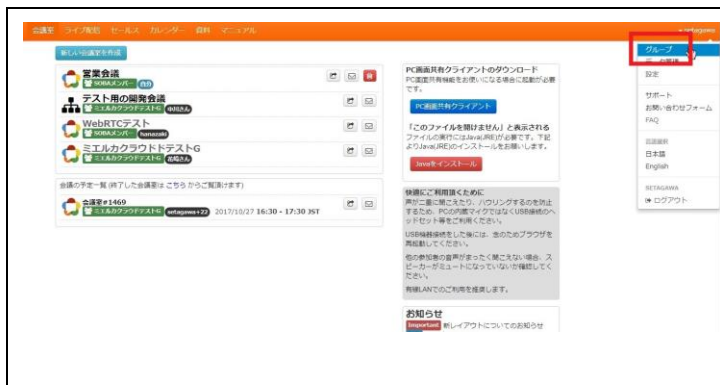 会議室 ライブ配信 セールス カレンダー 資料 マニュアル
setagawa
新しい会議室を作成
営業会議
SOBAメンバー 自分
テスト用の開発会議
ミエルカクラウドテストG 中川さん
WebRTCテスト
SOBAメンバー hanazaki
ミエルカクラウドテストG
ミエルカクラウドテストG
会議の予定一覧 (終了した会議室は こちら からご覧頂けます)
会議室#1469
ミエルカクラウドテストG setagawa+22 2017/10/27 16:30 - 17:30 JST
PC画面共有クライアントのダウンロード
PC画面共有機能をお使いになる場合に起動が必要
です。
PC画面共有クライアント
「このファイルを開けません」と表示される
ファイルの実行にはJava(JRE)が必要です。下記
よりJava(JRE)のインストールをお願いします。
Javaをインストール
快適にご利用頂くために
声が二重に聞こえたり、ハウリングするのを防止
するため、PCの内蔵マイクではなくUSB接続のヘ
ッドセット等をご利用ください。
USB機器接続をした後には、念のためブラウザを
再起動してください。
他の参加者の音声がまったく聞こえない場合、ス
ピーカーがミュートになっていないか確認してく
ださい。
有線LANでのご利用を推奨します。
お知らせ
Important 新レイアウトについてのお知らせ
グループ
設定
サポート
お問い合わせフォーム
FAQ
言語選択
日本語
English
SETAGAWA
ログアウト